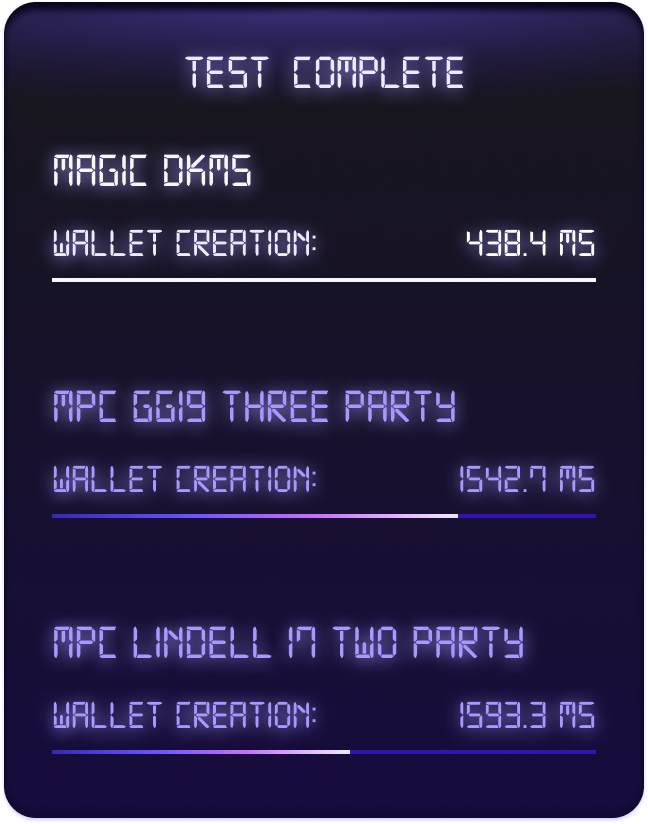 TEST COMPLETE
MAGIC DKMS
WALLET CREATION: 438.4 MS
MPC GG19 THREE PARTY
WALLET CREATION: 1542.7 MS
MPC LINDELL 17 TWO PARTY
WALLET CREATION: 1593.3 MS